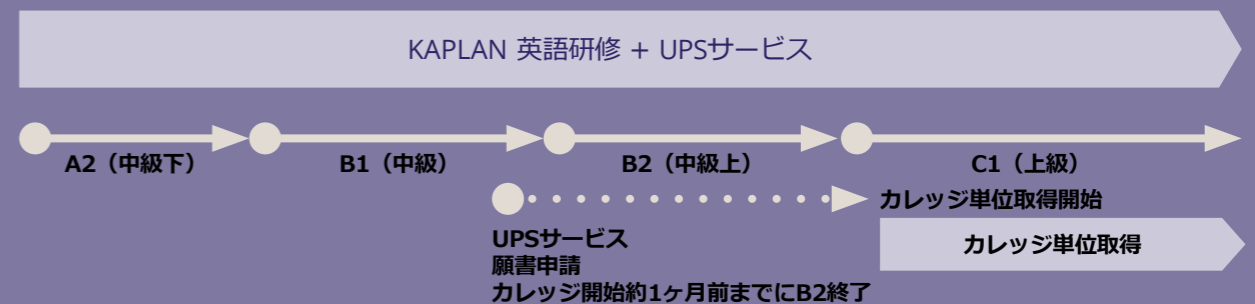 KAPLAN 英語研修 + UPSサービス
A2（中級下）
B1（中級）
B2（中級上）
C1（上級）
カレッジ単位取得開始
カレッジ単位取得
UPSサービス
願書申請
カレッジ開始約1ヶ月前までにB2終了